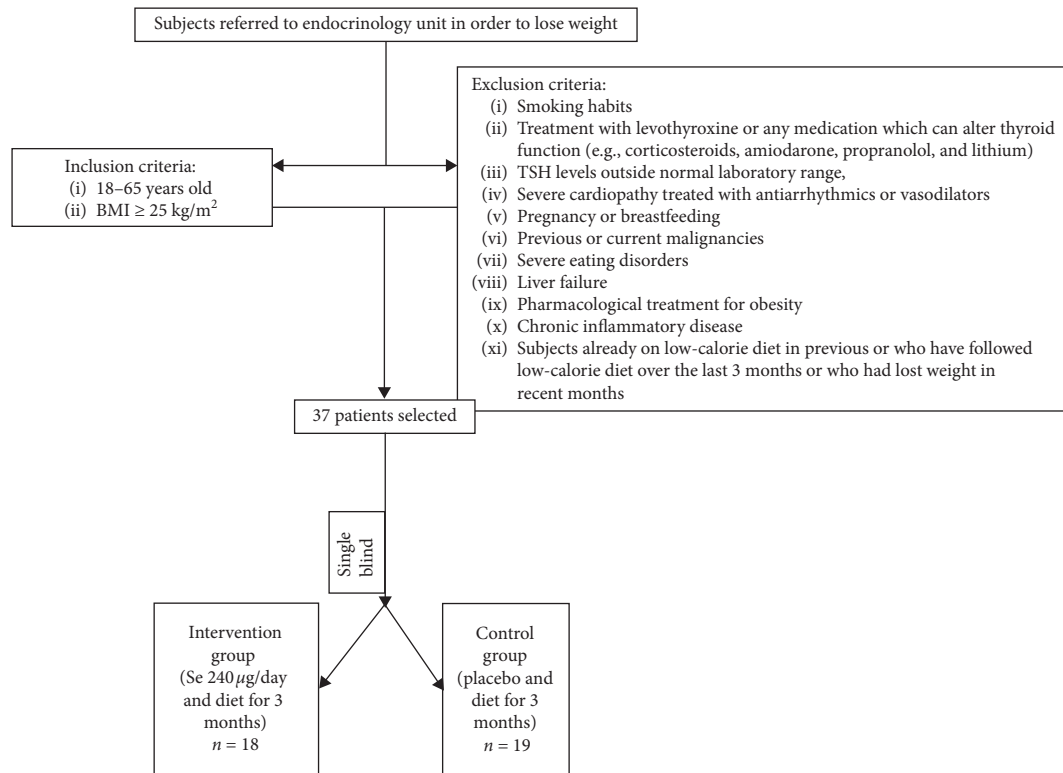 Subjects referred to endocrinology unit in order to lose weight
Inclusion criteria:
(i) 18–65 years old
(ii) BMI ≥ 25 kg/m²
Exclusion criteria:
(i) Smoking habits
(ii) Treatment with levothyroxine or any medication which can alter thyroid
function (e.g., corticosteroids, amiodarone, propranolol, and lithium)
(iii) TSH levels outside normal laboratory range,
(iv) Severe cardiopathy treated with antiarrhythmics or vasodilators
(v) Pregnancy or breastfeeding
(vi) Previous or current malignancies
(vii) Severe eating disorders
(viii) Liver failure
(ix) Pharmacological treatment for obesity
(x) Chronic inflammatory disease
(xi) Subjects already on low-calorie diet in previous or who have followed
low-calorie diet over the last 3 months or who had lost weight in
recent months
37 patients selected
Single
blind
Intervention
group
(Se 240 μg/day
and diet for 3
months)
n = 18
Control
group
(placebo and
diet for 3
months)
n = 19